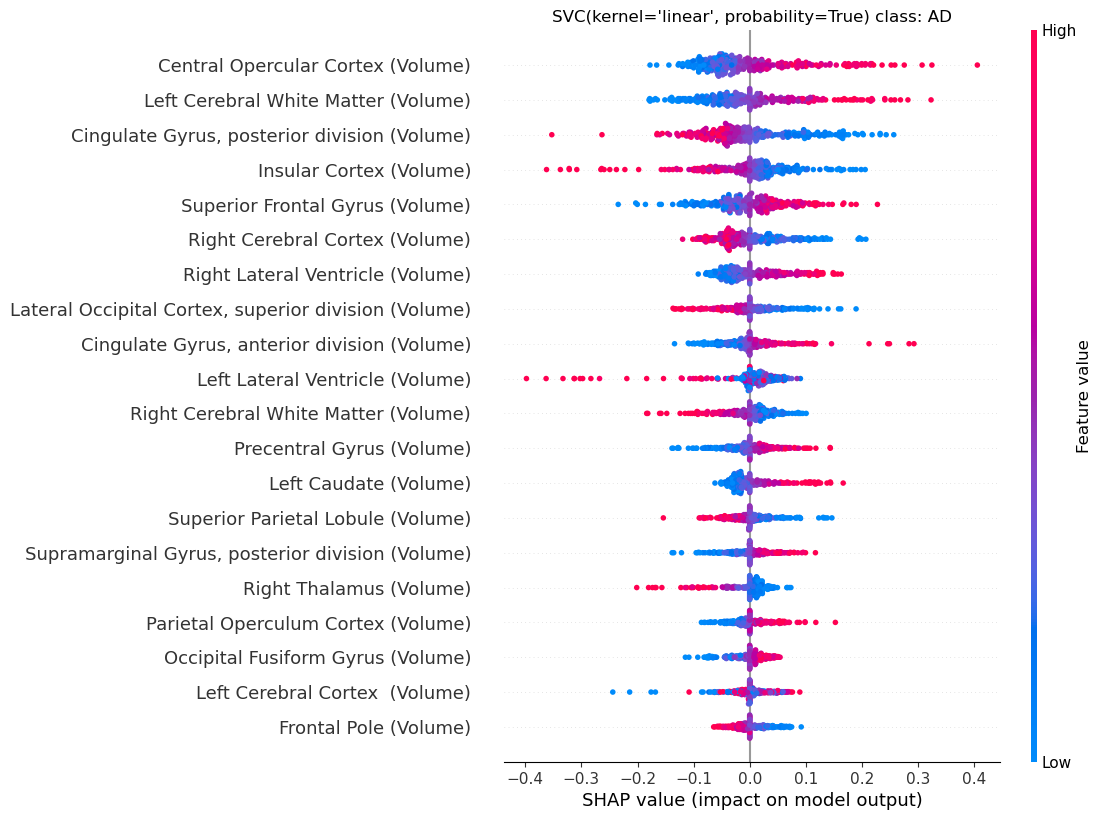 SVC(kernel='linear', probability=True) class: AD
High
Central Opercular Cortex (Volume)
Left Cerebral White Matter (Volume)
Cingulate Gyrus, posterior division (Volume)
Insular Cortex (Volume)
Superior Frontal Gyrus (Volume)
Right Cerebral Cortex (Volume)
Right Lateral Ventricle (Volume)
Lateral Occipital Cortex, superior division (Volume)
Cingulate Gyrus, anterior division (Volume)
Left Lateral Ventricle (Volume)
Right Cerebral White Matter (Volume)
Precentral Gyrus (Volume)
Left Caudate (Volume)
Superior Parietal Lobule (Volume)
Supramarginal Gyrus, posterior division (Volume)
Right Thalamus (Volume)
Parietal Operculum Cortex (Volume)
Occipital Fusiform Gyrus (Volume)
Left Cerebral Cortex  (Volume)
Frontal Pole (Volume)
Feature value
Low
−0.4 −0.3 −0.2 −0.1 0.0 0.1 0.2 0.3 0.4
SHAP value (impact on model output)